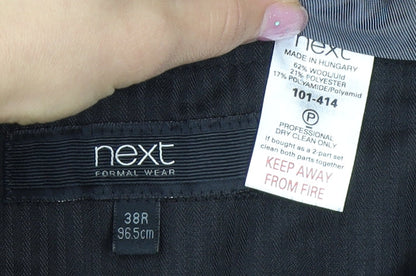 next
MADE IN HUNGARY
62% WOOL/Uld
21% POLYESTER
17% POLYAMIDE/Polyamid
101-414
P
PROFESSIONAL
DRY CLEAN ONLY
If bought as a 2 part set
clean both parts together
KEEP AWAY
FROM FIRE
next
FORMAL WEAR
38R
96.5cm